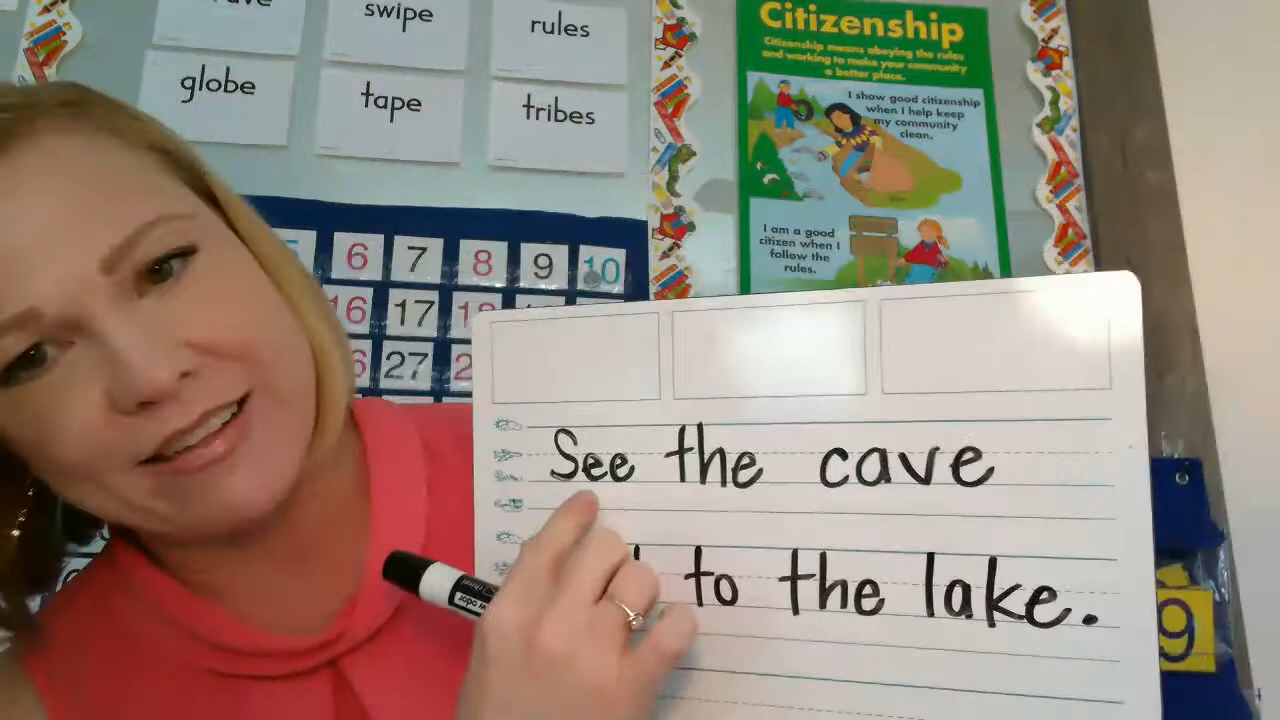 swipe
rules
globe
tape
tribes
Citizenship
Citizenship means obeying the rules
and working to make your community
a better place.
I show good citizenship
when I help keep
my community
clean.
I am a good
citizen when I
follow the
rules.
6 7 8 9 10
17
27
See the cave
to the lake.
9